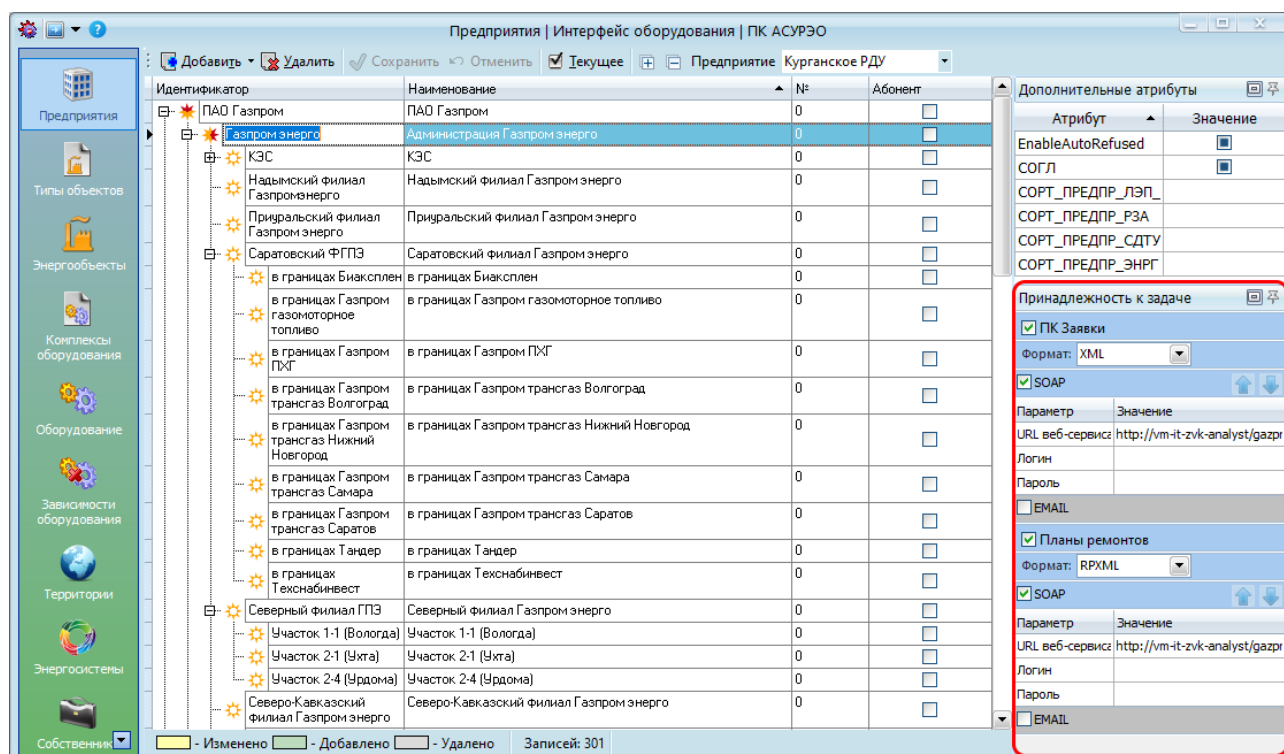 Предприятия | Интерфейс оборудования | ПК АСУРЭО
Добавить Удалить Сохранить Отменить Текущее Предприятие Курганское РДУ
Предприятия
Типы объектов
Энергообъекты
Комплексы
оборудования
Оборудование
Зависимости
оборудования
Территории
Энергосистемы
Собственник
Идентификатор Наименование № Абонент
ПАО Газпром ПАО Газпром 0
Газпром энерго Администрация Газпром энерго 0
КЭС КЭС 0
Надымский филиал Надымский филиал Газпром энерго 0
Газпромэнерго
Приуральский филиал Приуральский филиал Газпром энерго 0
Газпром энерго
Саратовский ФГПЭ Саратовский филиал Газпром энерго 0
в границах Биаксплен в границах Биаксплен 0
в границах Газпром в границах Газпром газомоторное топливо 0
газомоторное
топливо
в границах Газпром в границах Газпром ПХГ 0
ПХГ
в границах Газпром в границах Газпром трансгаз Волгоград 0
трансгаз Волгоград
в границах Газпром в границах Газпром трансгаз Нижний Новгород 0
трансгаз Нижний
Новгород
в границах Газпром в границах Газпром трансгаз Самара 0
трансгаз Самара
в границах Газпром в границах Газпром трансгаз Саратов 0
трансгаз Саратов
в границах Тандер в границах Тандер 0
в границах в границах Техснабинвест 0
Техснабинвест
Северный филиал ГПЭ Северный филиал Газпром энерго 0
Участок 1-1 (Вологда) Участок 1-1 (Вологда) 0
Участок 2-1 (Ухта) Участок 2-1 (Ухта) 0
Участок 2-4 (Урдома) Участок 2-4 (Урдома) 0
Северо-Кавказский Северо-Кавказский филиал Газпром энерго 0
филиал Газпром энерго
- Изменено - Добавлено - Удалено Записей: 301
Дополнительные атрибуты
Атрибут Значение
EnableAutoRefused
СОГЛ
СОРТ_ПРЕДПР_ЛЭП_
СОРТ_ПРЕДПР_РЗА
СОРТ_ПРЕДПР_СДТУ
СОРТ_ПРЕДПР_ЭНРГ
Принадлежность к задаче
ПК Заявки
Формат: XML
SOAP
Параметр Значение
URL веб-сервиса http://vm-it-zvk-analyst/gazpr
Логин
Пароль
EMAIL
Планы ремонтов
Формат: RPXML
SOAP
Параметр Значение
URL веб-сервиса http://vm-it-zvk-analyst/gazpr
Логин
Пароль
EMAIL